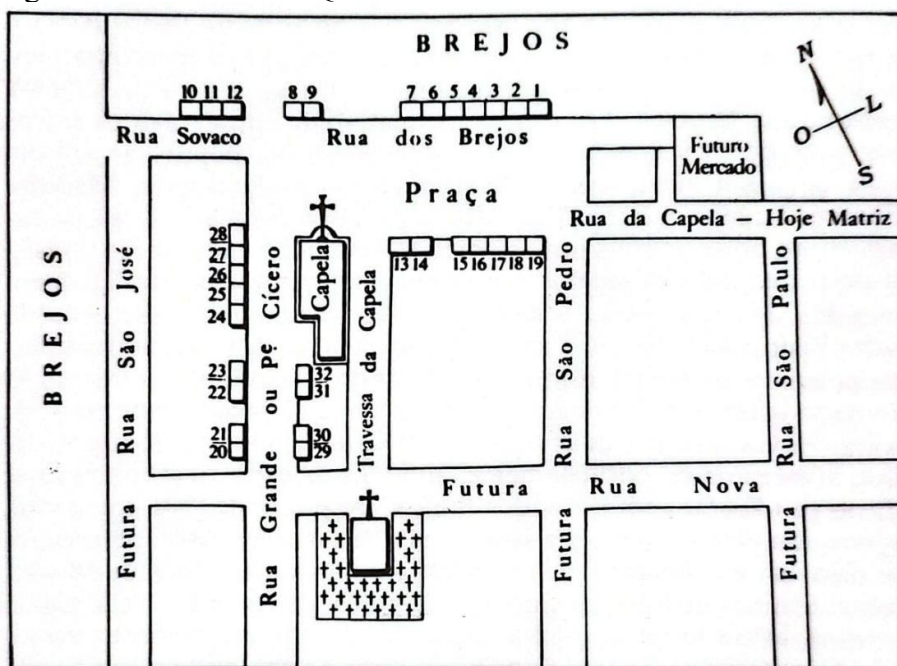 BREJOS
N
L
O
S
10 11 12
8 9
7 6 5 4 3 2 1
Rua Sovaco
Rua dos Brejos
Futuro
Mercado
Praça
Rua da Capela – Hoje Matriz
BREJOS
Futura Rua São José
28
27
26
25
24
23
22
21
20
Rua Grande ou Pe Cícero
Capela
32
31
30
29
Travessa da Capela
13 14
15 16 17 18 19
Futura Rua São Pedro
Futura Rua São Paulo
Futura Rua Nova